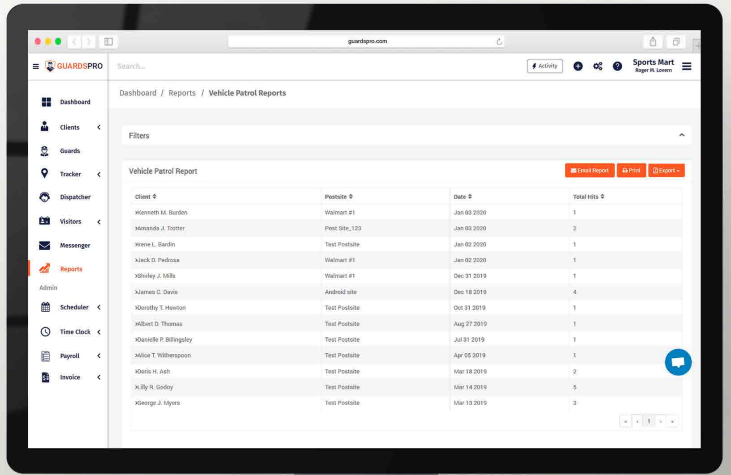 guardspro.com
GUARDSPRO
Search...
Activity
Sports Mart
Roger M. Lovern
Dashboard / Reports / Vehicle Patrol Reports
Dashboard
Clients
Guards
Tracker
Dispatcher
Visitors
Messenger
Reports
Admin
Scheduler
Time Clock
Payroll
Invoice
Filters
Vehicle Patrol Report
Email Report Print Export
Client Postsite Date Total Hits
Kenneth M. Burden Walmart #1 Jan 03 2020 1
Amanda J. Trotter Post Site_123 Jan 03 2020 2
Irene L. Bardin Test Postsite Jan 02 2020 1
Jack D. Pedrosa Walmart #1 Jan 02 2020 1
Shirley J. Mills Walmart #1 Dec 31 2019 1
James C. Davis Android site Dec 18 2019 4
Dorothy T. Newton Test Postsite Oct 31 2019 1
Albert D. Thomas Test Postsite Aug 27 2019 1
Danielle P. Billingsley Test Postsite Jul 31 2019 1
Alice T. Witherspoon Test Postsite Apr 05 2019 1
Doris H. Ash Test Postsite Mar 18 2019 2
Lilly R. Godoy Test Postsite Mar 14 2019 5
George J. Myers Test Postsite Mar 13 2019 3
« ‹ 1 › »